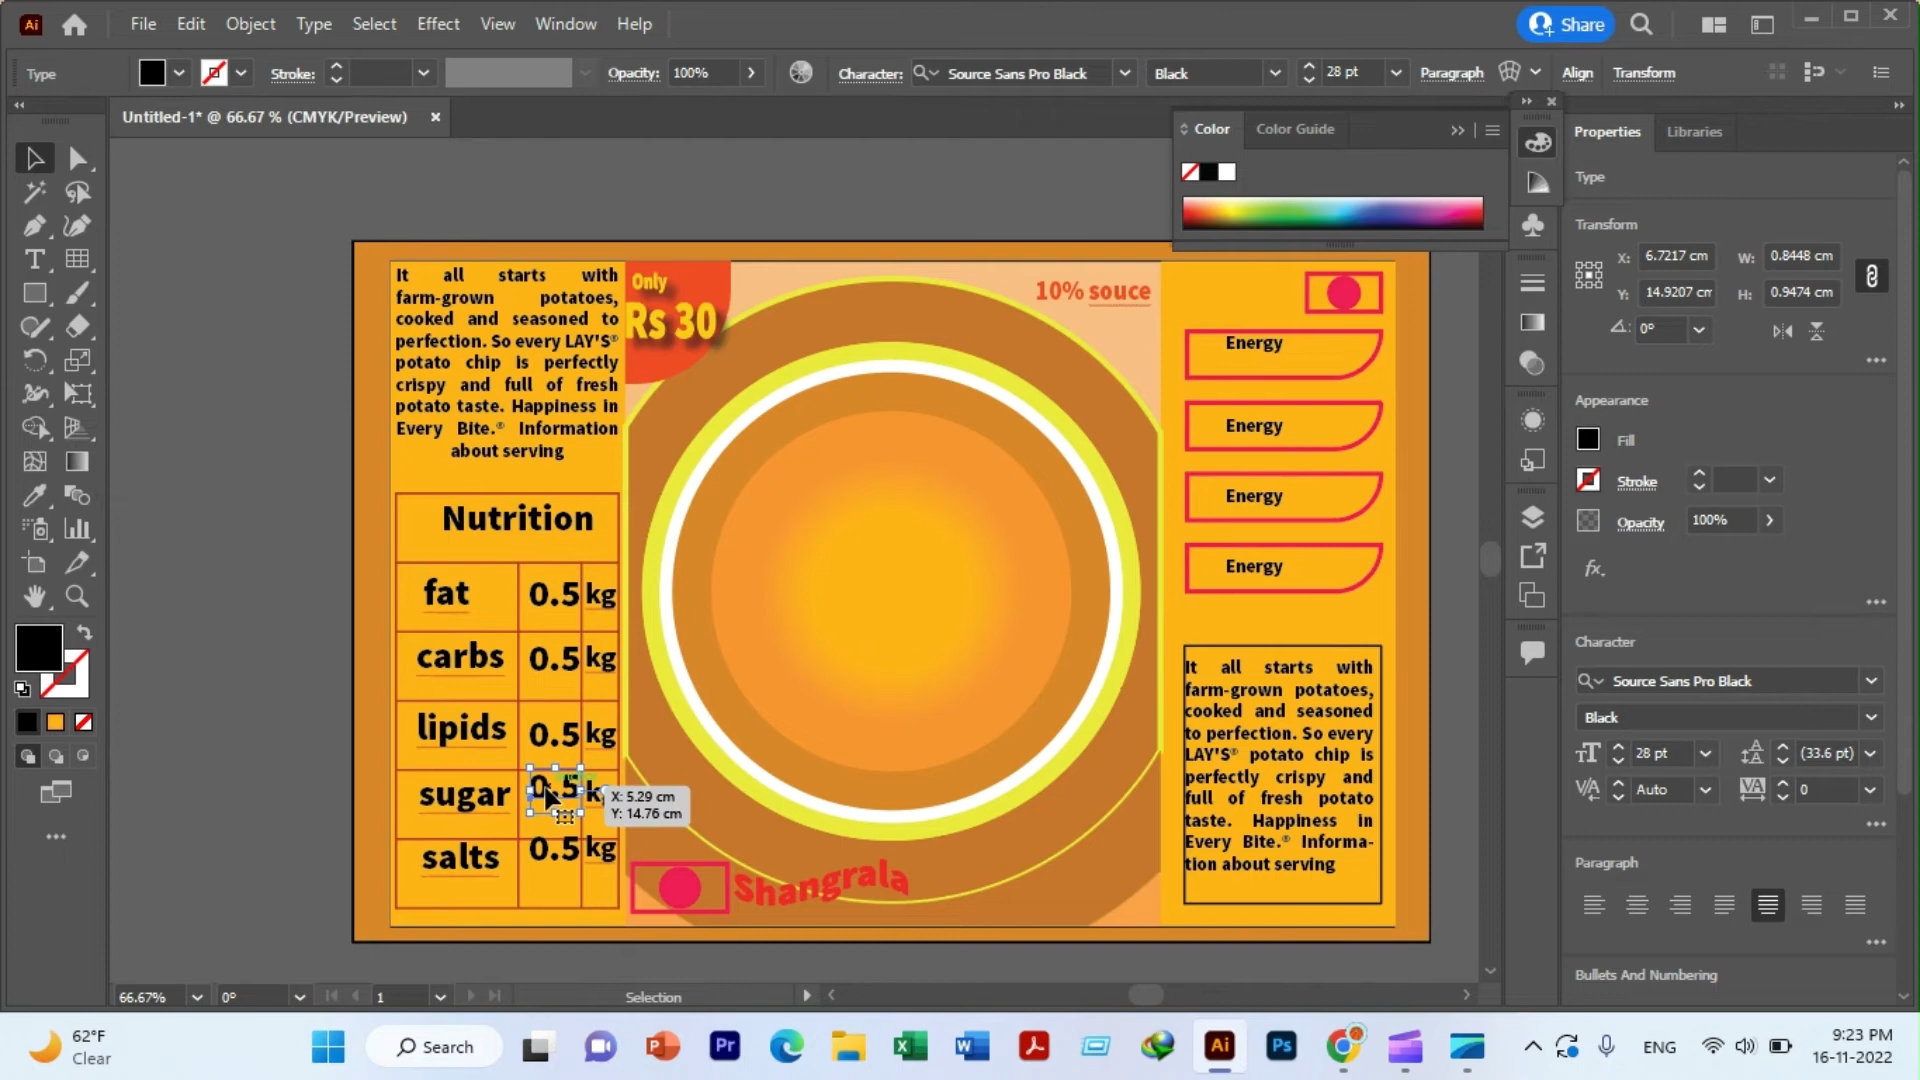 File Edit Object Type Select Effect View Window Help
Share
Type
Stroke:
Opacity: 100%
Character: Source Sans Pro Black
Black
28 pt
Paragraph
Align
Transform
Untitled-1* @ 66.67 % (CMYK/Preview)
Color
Color Guide
Properties
Libraries
Type
Transform
X: 6.7217 cm W: 0.8448 cm
Y: 14.9207 cm H: 0.9474 cm
0°
Appearance
Fill
Stroke
Opacity 100%
Character
Source Sans Pro Black
Black
28 pt (33.6 pt)
Auto 0
Paragraph
Bullets And Numbering
It all starts with
farm-grown potatoes,
cooked and seasoned to
perfection. So every LAY'S®
potato chip is perfectly
crispy and full of fresh
potato taste. Happiness in
Every Bite.® Information
about serving
Nutrition
fat 0.5 kg
carbs 0.5 kg
lipids 0.5 kg
sugar 0.5
salts 0.5 kg
X: 5.29 cm
Y: 14.76 cm
Only
Rs 30
10% souce
Shangrala
Energy
Energy
Energy
Energy
It all starts with
farm-grown potatoes,
cooked and seasoned
to perfection. So every
LAY'S® potato chip is
perfectly crispy and
full of fresh potato
taste. Happiness in
Every Bite.® Informa-
tion about serving
66.67% 0° 1 Selection
62°F
Clear
Search
ENG
9:23 PM
16-11-2022